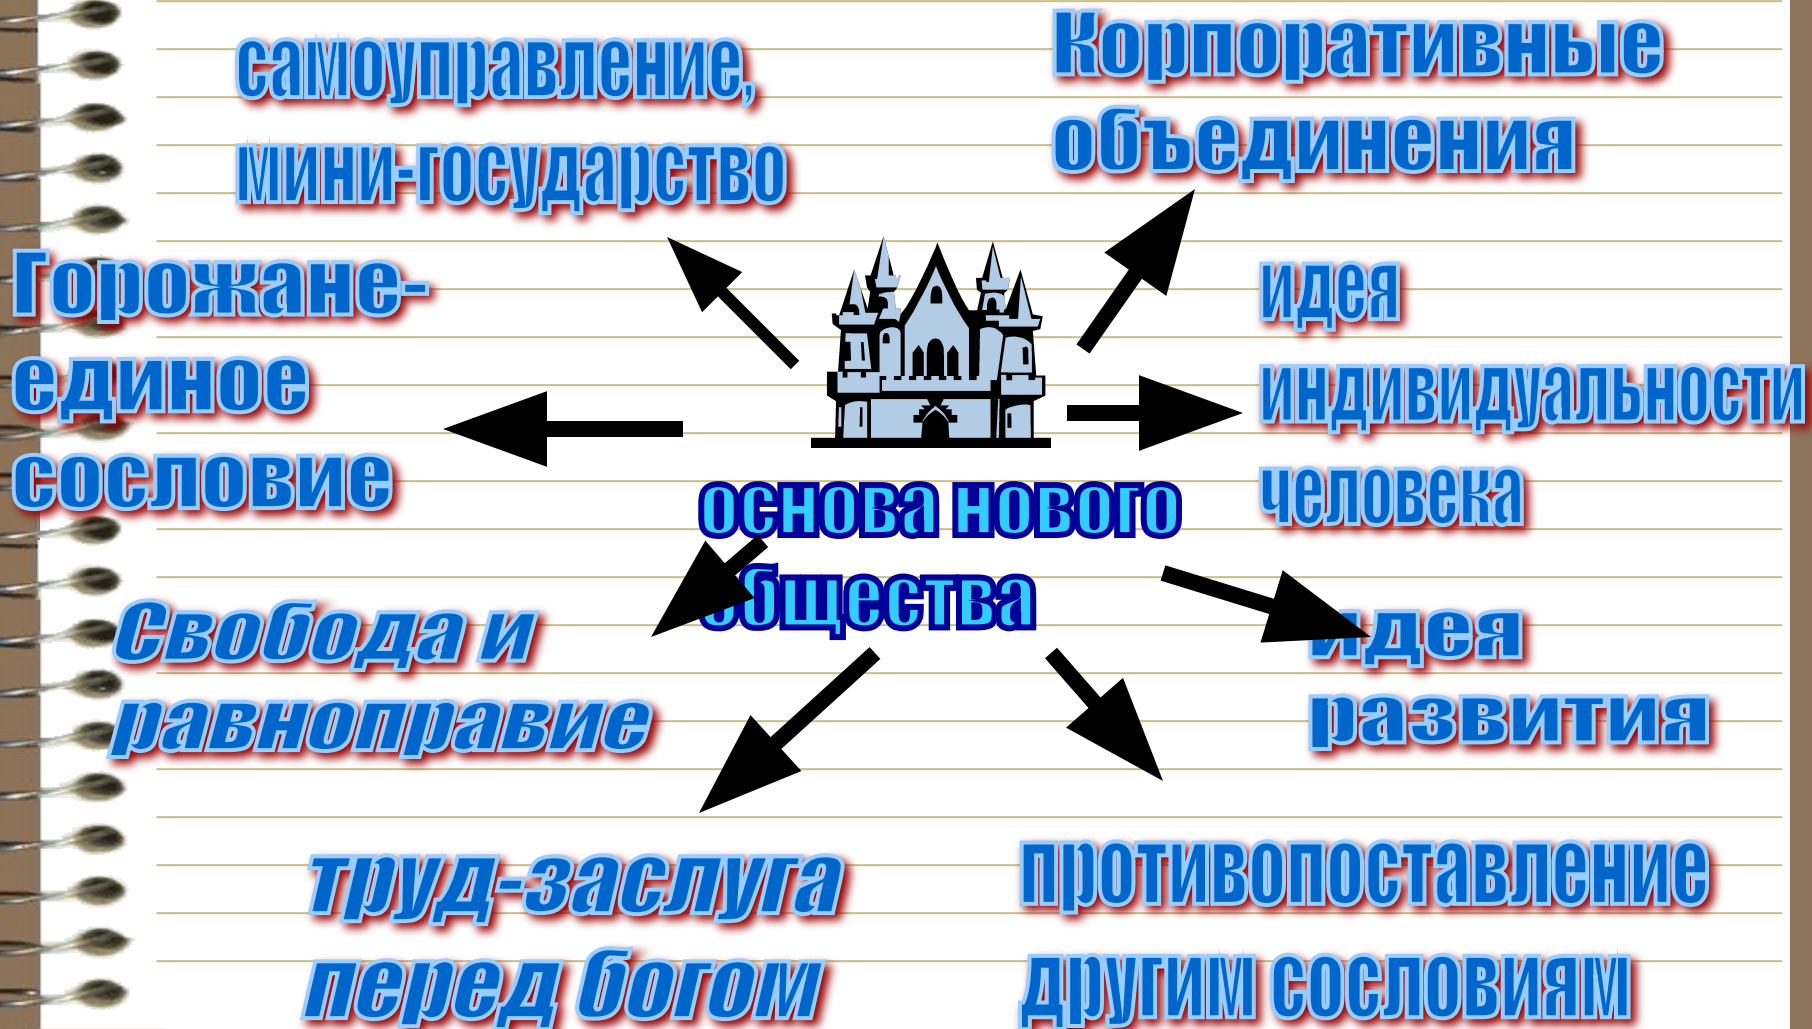 самоуправление,
мини-государство
Корпоративные
объединения
Горожане-
единое
сословие
идея
индивидуальности
человека
основа нового
общества
Свобода и
равноправие
идея
развития
труд-заслуга
перед богом
противопоставление
другим сословиям